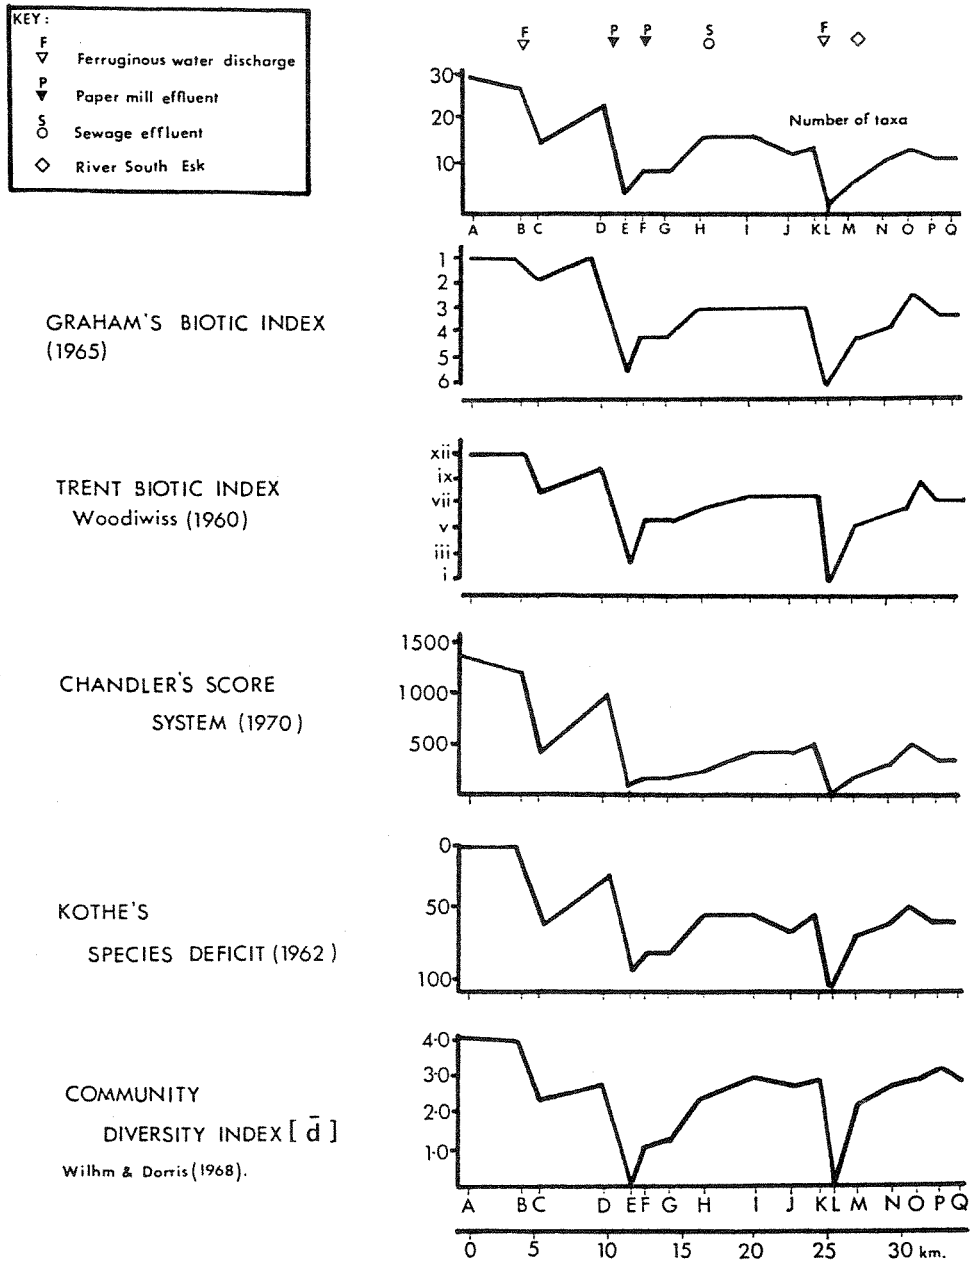 KEY:
F
Ferruginous water discharge
P
Paper mill effluent
S
Sewage effluent
River South Esk
F P P S F
30
20
10
Number of taxa
A B C D E F G H I J K L M N O P Q
GRAHAM'S BIOTIC INDEX
(1965)
1
2
3
4
5
6
TRENT BIOTIC INDEX
Woodiwiss (1960)
xii
ix
vii
v
iii
i
CHANDLER'S SCORE
SYSTEM (1970)
1500
1000
500
KOTHE'S
SPECIES DEFICIT (1962)
0
50
100
COMMUNITY
DIVERSITY INDEX [d̄]
Wilhm & Dorris (1968).
4·0
3·0
2·0
1·0
A B C D E F G H I J K L M N O P Q
0 5 10 15 20 25 30 km.